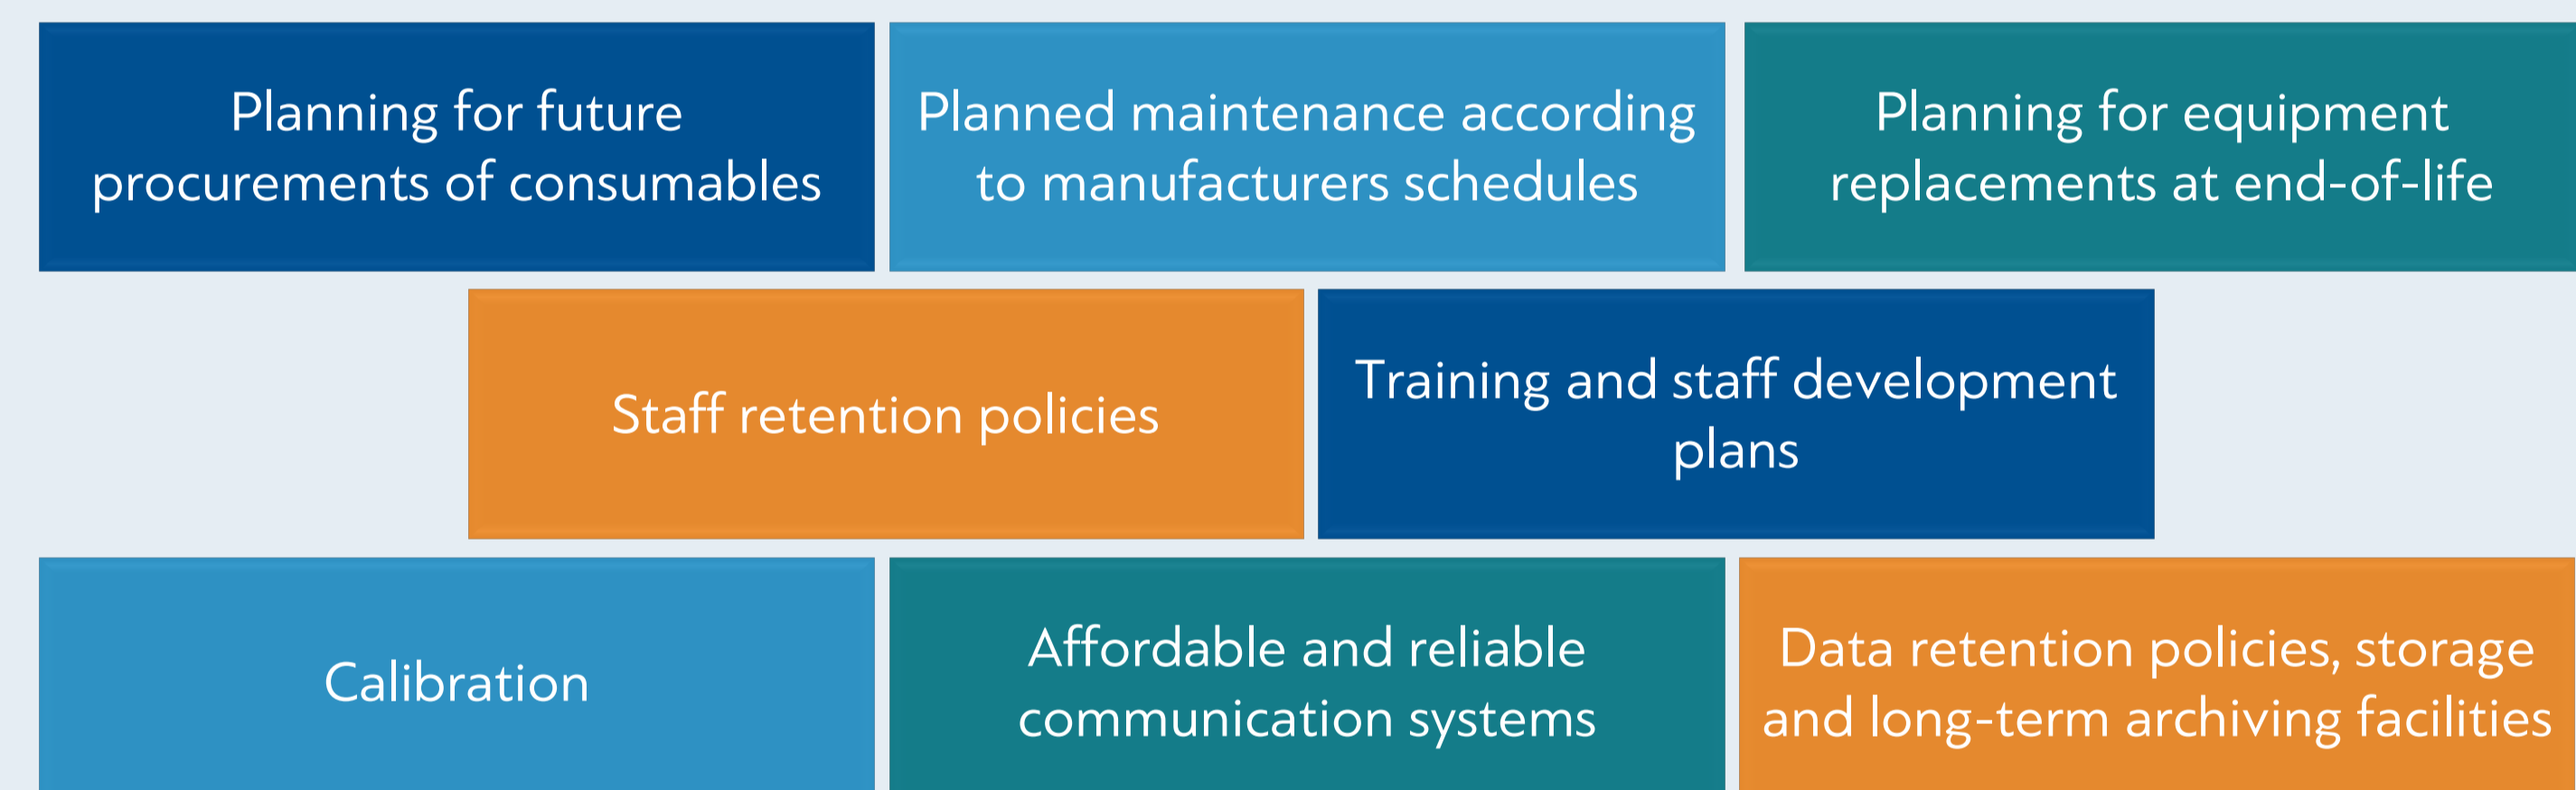 Planning for future
procurements of consumables
Planned maintenance according
to manufacturers schedules
Planning for equipment
replacements at end-of-life
Staff retention policies
Training and staff development
plans
Calibration
Affordable and reliable
communication systems
Data retention policies, storage
and long-term archiving facilities